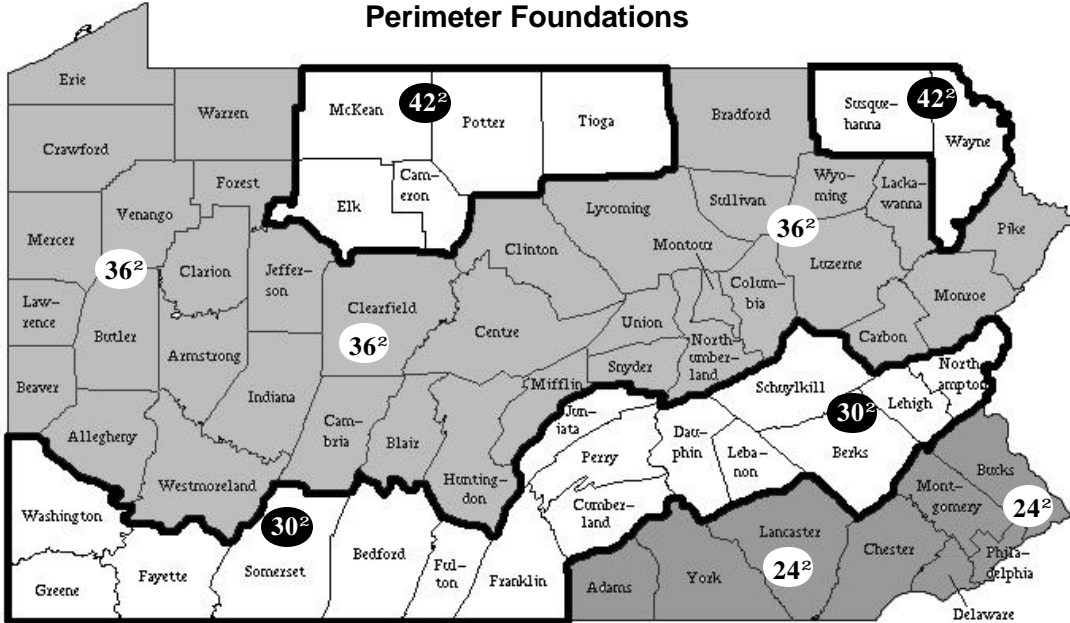 Perimeter Foundations
Erie
Warren
McKean
42²
Potter
Tioga
Bradford
Susque-
hanna
42²
Wayne
Crawford
Forest
Elk
Cam-
eron
Wyo-
ming
Lacka-
wanna
Venango
Mercer
36²
Clarion
Jeffer-
son
Clearfield
36²
Clinton
Lycoming
Sullivan
36²
Montour
Luzerne
Pike
Monroe
Carbon
Colum-
bia
Law-
rence
Butler
Armstrong
Centre
Union
Snyder
North-
umber-
land
Mifflin
Beaver
Allegheny
Indiana
Cam-
bria
Blair
Hunting-
don
Westmoreland
Jun-
iata
Perry
Cumber-
land
Dau-
phin
Leba-
non
Schuylkill
30²
Berks
Lehigh
North-
ampton
Washington
Greene
Fayette
30²
Somerset
Bedford
Ful-
ton
Franklin
Adams
York
Lancaster
24²
Chester
Mont-
gomery
Bucks
24²
Phila-
delphia
Delaware